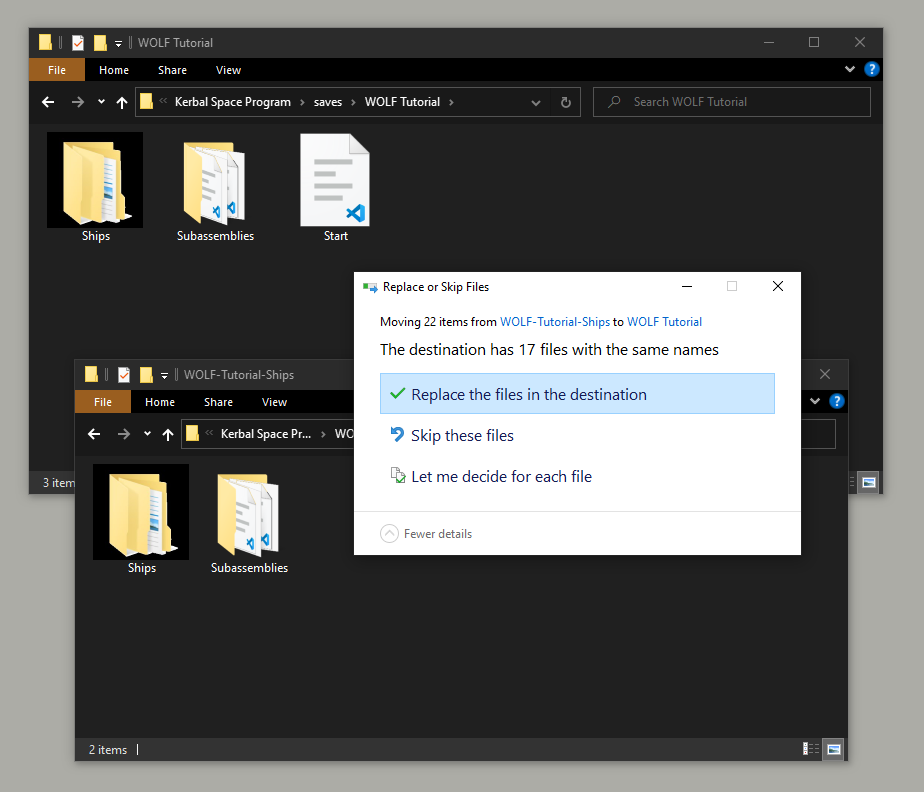 WOLF Tutorial
File Home Share View
Kerbal Space Program saves WOLF Tutorial
Search WOLF Tutorial
Ships Subassemblies Start
Replace or Skip Files
Moving 22 items from WOLF-Tutorial-Ships to WOLF Tutorial
The destination has 17 files with the same names
Replace the files in the destination
Skip these files
Let me decide for each file
Fewer details
3 item
WOLF-Tutorial-Ships
File Home Share View
Kerbal Space Pr... WO
Ships Subassemblies
2 items